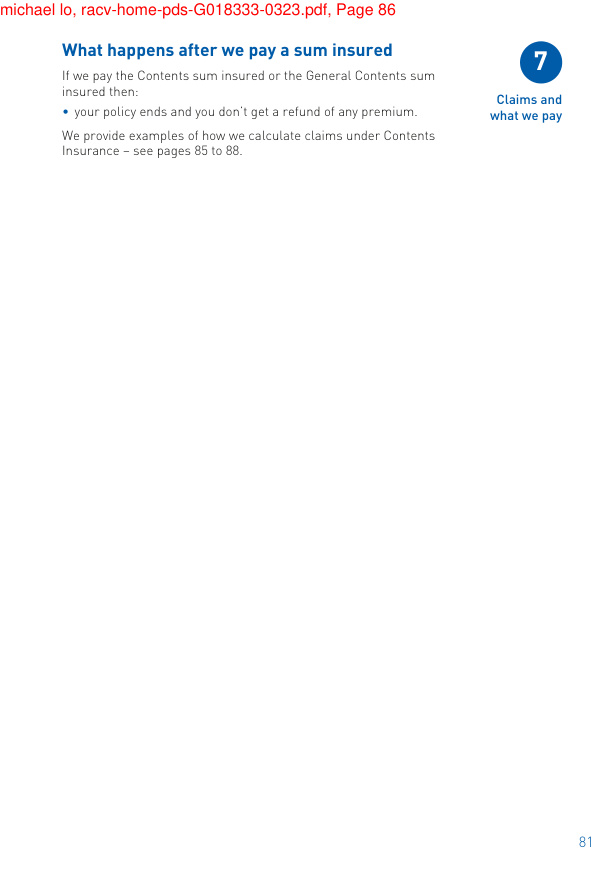 michael lo, racv-home-pds-G018333-0323.pdf, Page 86
What happens after we pay a sum insured
If we pay the Contents sum insured or the General Contents sum
insured then:
• your policy ends and you don't get a refund of any premium.
We provide examples of how we calculate claims under Contents
Insurance – see pages 85 to 88.
7
Claims and
what we pay
81